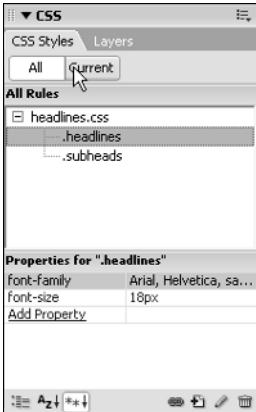 CSS
CSS Styles Layers
All Current
All Rules
headlines.css
.headlines
.subheads
Properties for ".headlines"
font-family Arial, Helvetica, sa...
font-size 18px
Add Property
Az↓ **↓